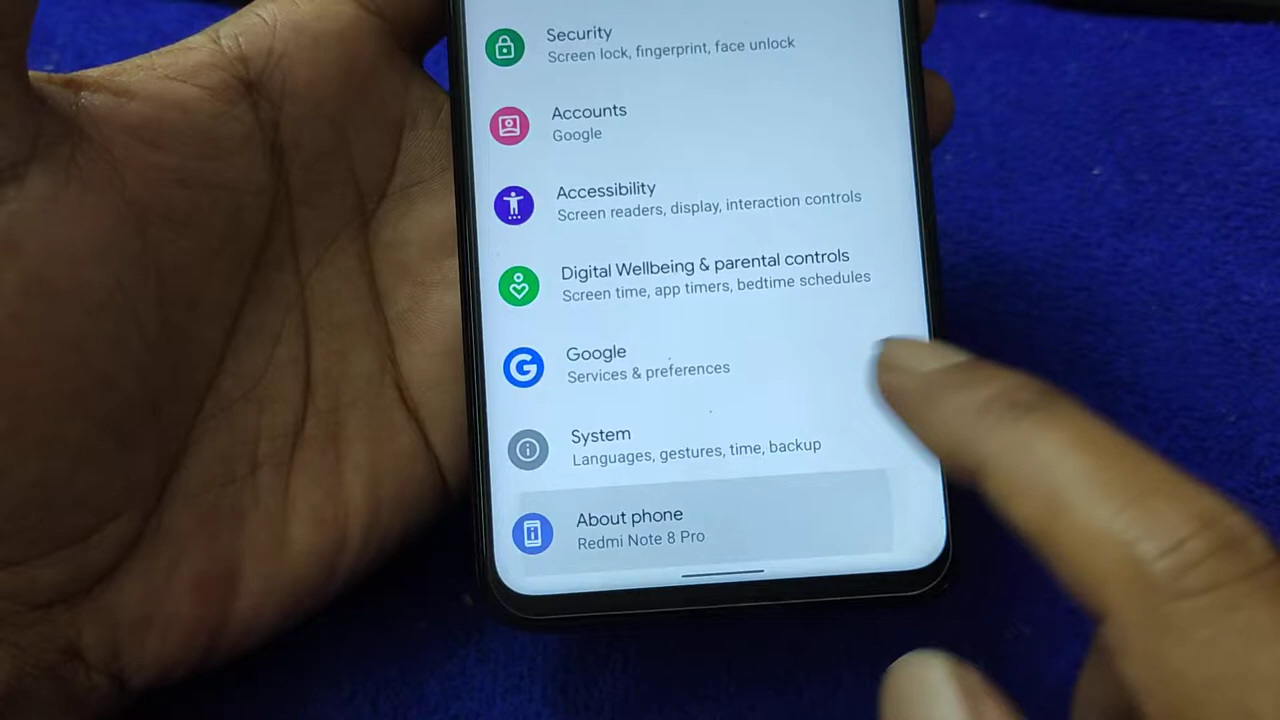 Security
Screen lock, fingerprint, face unlock
Accounts
Google
Accessibility
Screen readers, display, interaction controls
Digital Wellbeing & parental controls
Screen time, app timers, bedtime schedules
Google
Services & preferences
System
Languages, gestures, time, backup
About phone
Redmi Note 8 Pro